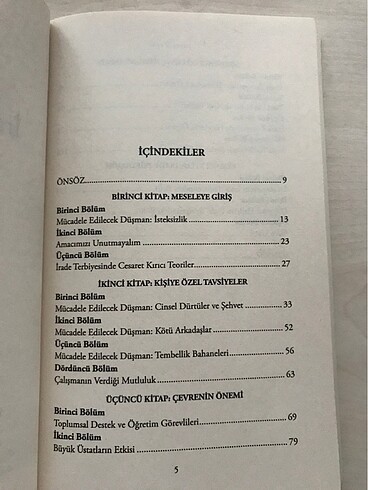 İÇİNDEKİLER
ÖNSÖZ....................................................................9
BİRİNCİ KİTAP: MESELEYE GİRİŞ
Birinci Bölüm
Mücadele Edilecek Düşman: İsteksizlik ................................ 13
İkinci Bölüm
Amacımızı Unutmayalım ................................................ 23
Üçüncü Bölüm
İrade Terbiyesinde Cesaret Kırıcı Teoriler............................ 27
İKİNCİ KİTAP: KİŞİYE ÖZEL TAVSİYELER
Birinci Bölüm
Mücadele Edilecek Düşman: Cinsel Dürtüler ve Şehvet .......... 33
İkinci Bölüm
Mücadele Edilecek Düşman: Kötü Arkadaşlar ...................... 52
Üçüncü Bölüm
Mücadele Edilecek Düşman: Tembellik Bahaneleri................ 56
Dördüncü Bölüm
Çalışmanın Verdiği Mutluluk ........................................... 63
ÜÇÜNCÜ KİTAP: ÇEVRENİN ÖNEMİ
Birinci Bölüm
Toplumsal Destek ve Öğretim Görevlileri............................ 69
İkinci Bölüm
Büyük Üstatların Etkisi .................................................. 79
5